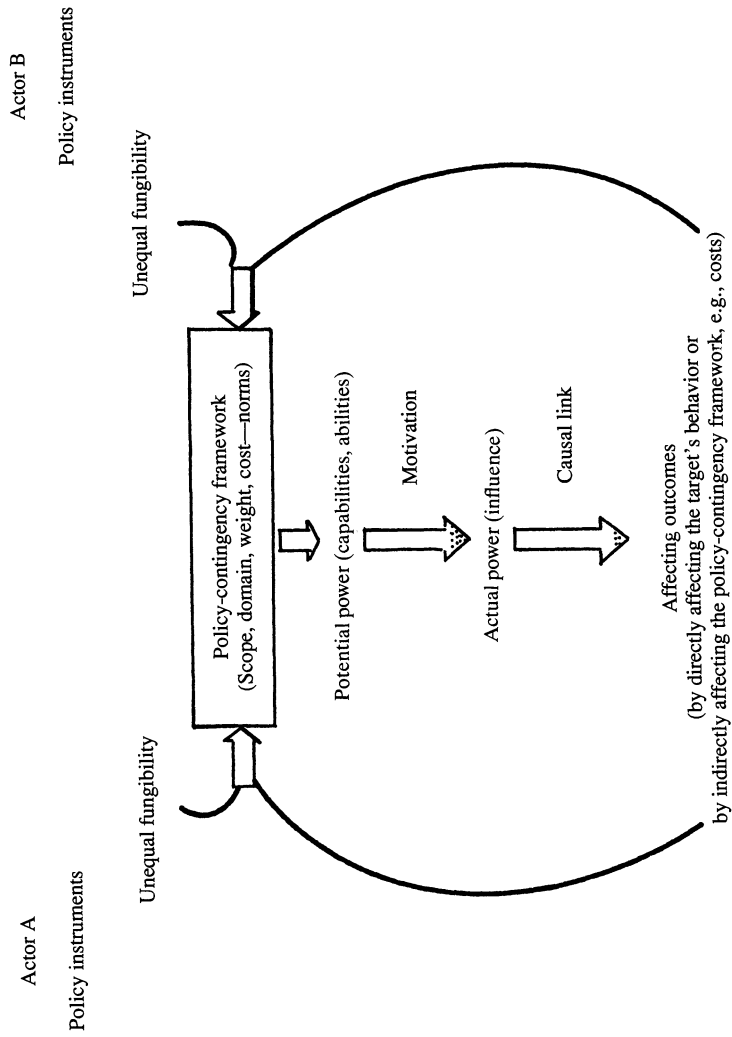 Actor A
Actor B
Policy instruments
Policy instruments
Unequal fungibility
Unequal fungibility
Policy-contingency framework
(Scope, domain, weight, cost—norms)
Potential power (capabilities, abilities)
Motivation
Actual power (influence)
Causal link
Affecting outcomes
(by directly affecting the target's behavior or
by indirectly affecting the policy-contingency framework, e.g., costs)